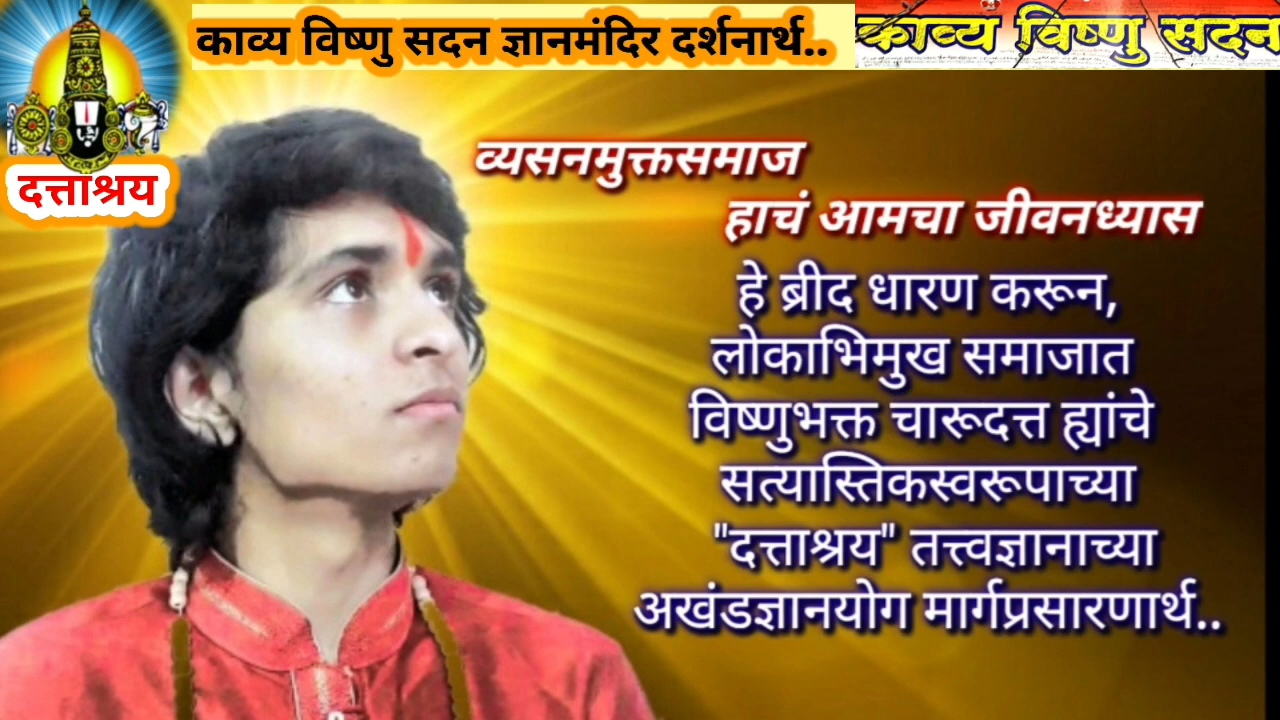 काव्य विष्णु सदन ज्ञानमंदिर दर्शनार्थ..
काव्य विष्णु सदन
दत्ताश्रय
व्यसनमुक्तसमाज
हाचं आमचा जीवनध्यास
हे ब्रीद धारण करून,
लोकाभिमुख समाजात
विष्णुभक्त चारूदत्त ह्यांचे
सत्यास्तिकस्वरूपाच्या
"दत्ताश्रय" तत्त्वज्ञानाच्या
अखंडज्ञानयोग मार्गप्रसारणार्थ..